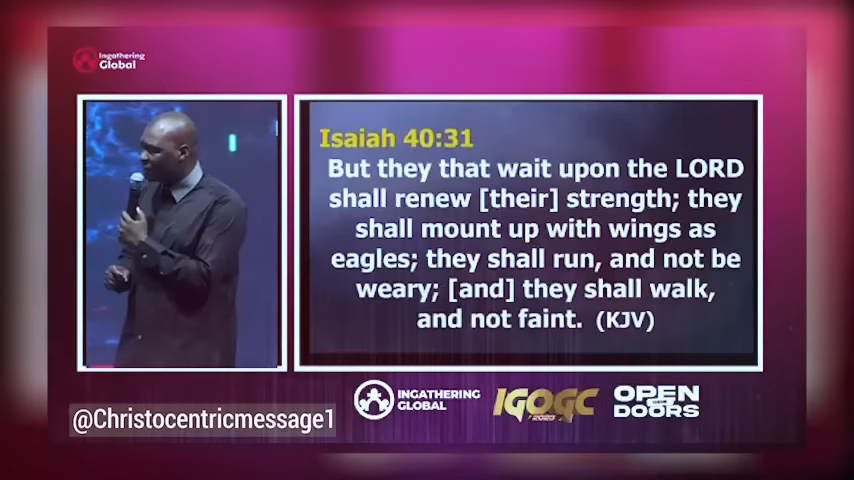 Ingathering
Global
Isaiah 40:31
But they that wait upon the LORD
shall renew [their] strength; they
shall mount up with wings as
eagles; they shall run, and not be
weary; [and] they shall walk,
and not faint. (KJV)
INGATHERING
GLOBAL
IGOGC
2023
OPEN
DOORS
@Christocentricmessage1